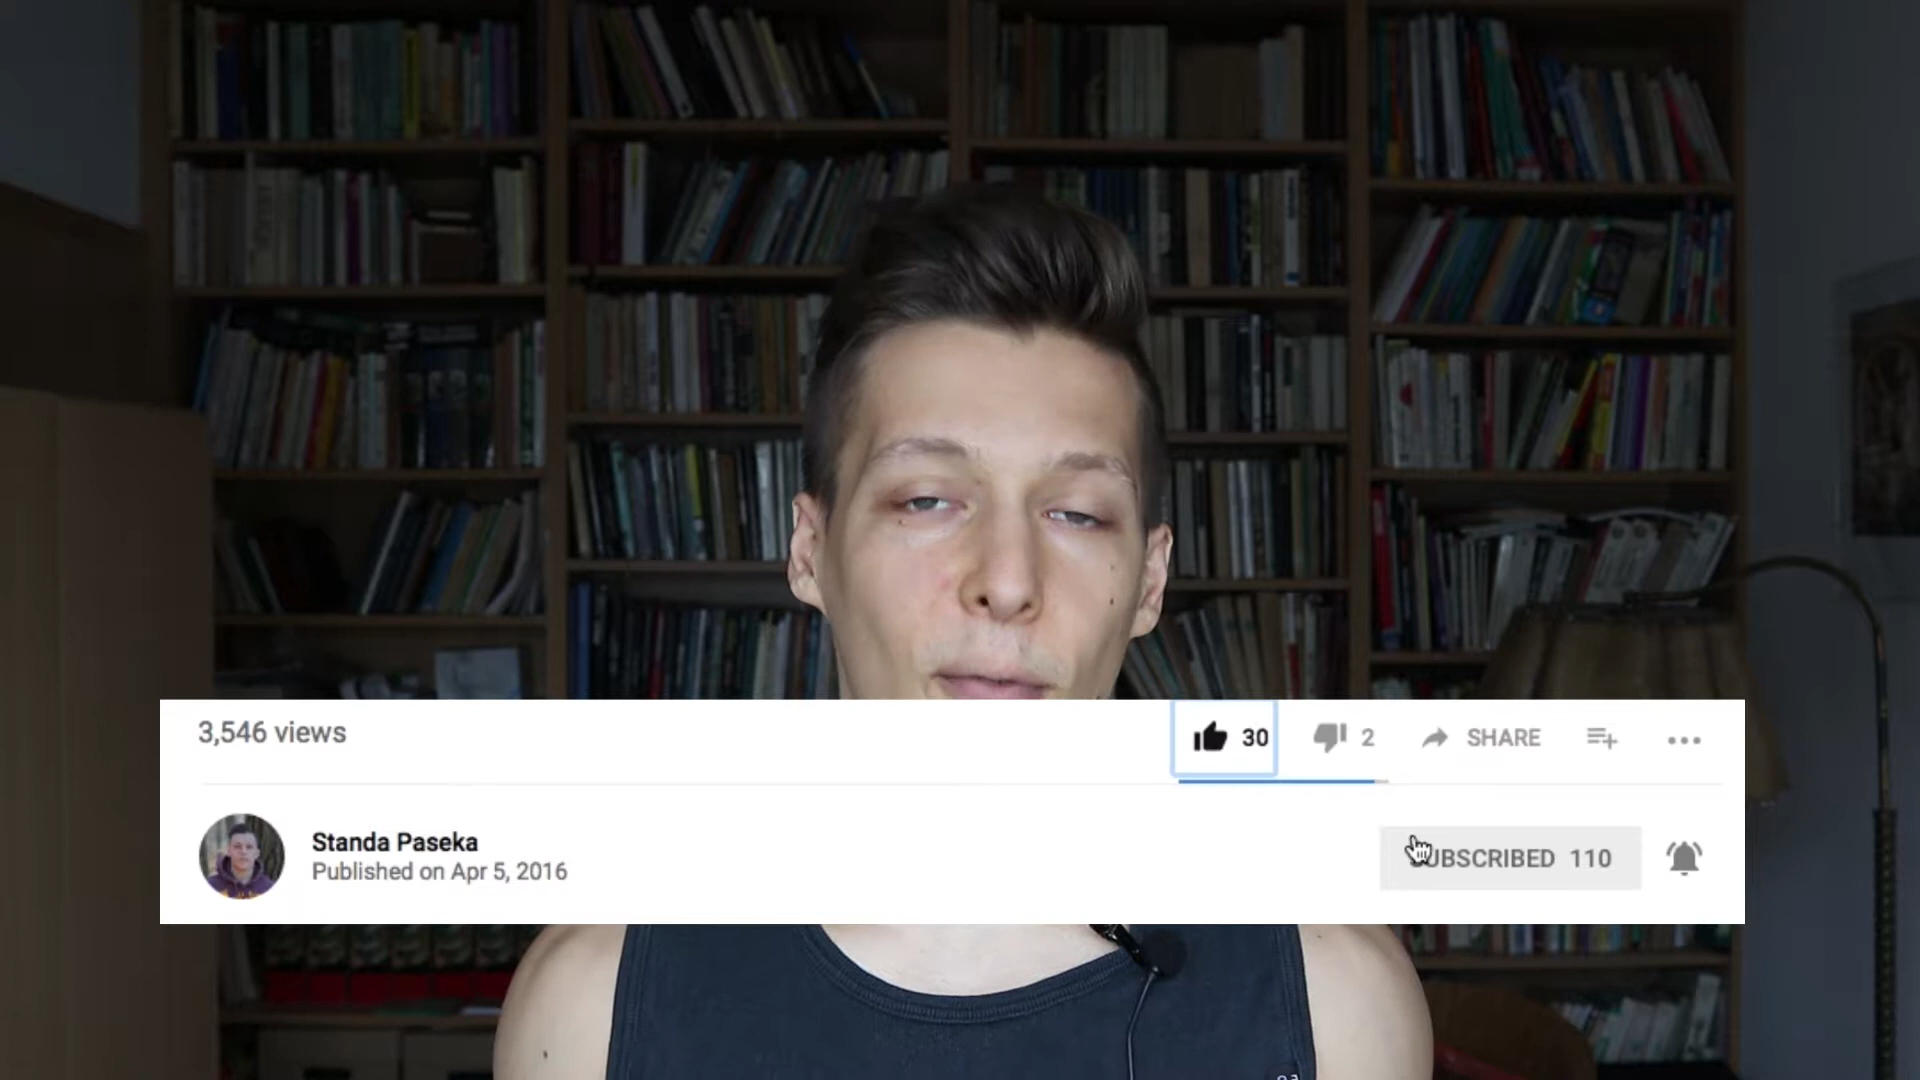 3,546 views
30
2
SHARE
Standa Paseka
Published on Apr 5, 2016
UBSCRIBED 110